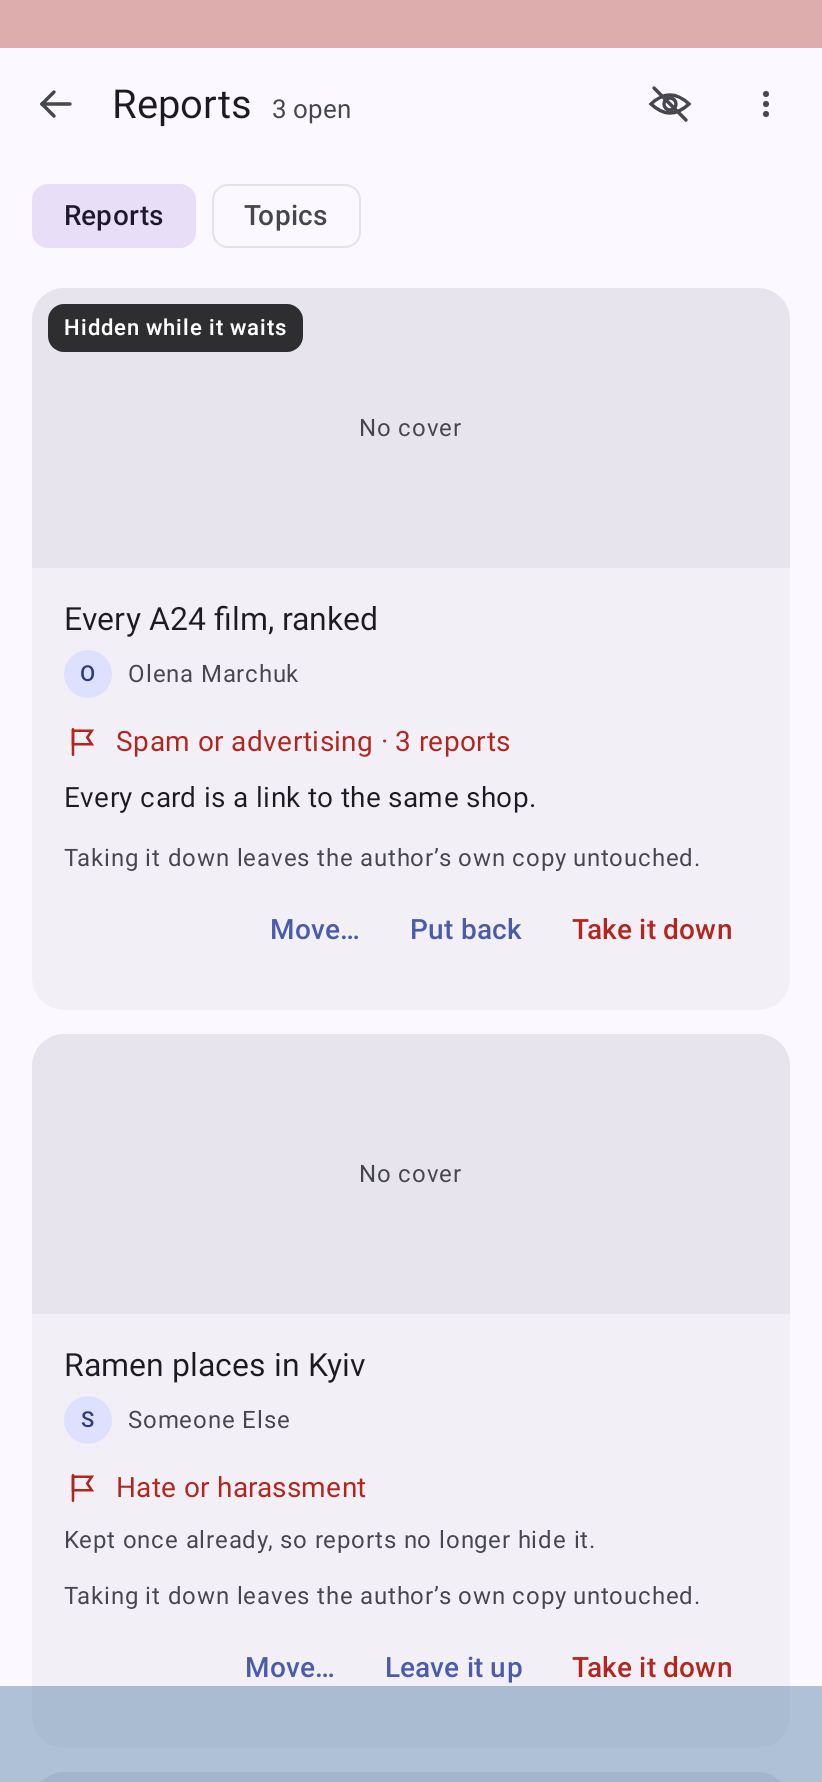 Reports 3 open
Reports
Topics
Hidden while it waits
No cover
Every A24 film, ranked
O
Olena Marchuk
Spam or advertising · 3 reports
Every card is a link to the same shop.
Taking it down leaves the author’s own copy untouched.
Move…
Put back
Take it down
No cover
Ramen places in Kyiv
S
Someone Else
Hate or harassment
Kept once already, so reports no longer hide it.
Taking it down leaves the author’s own copy untouched.
Move…
Leave it up
Take it down